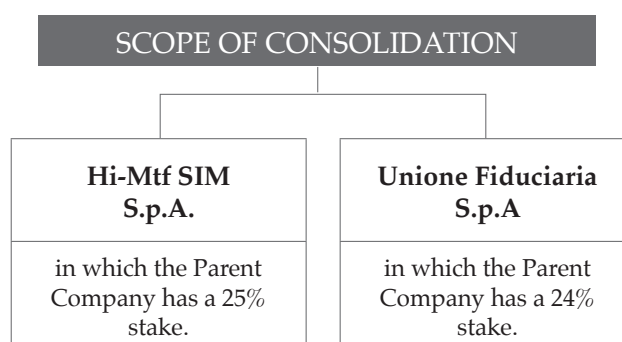 SCOPE OF CONSOLIDATION
Hi-Mtf SIM
S.p.A.
in which the Parent
Company has a 25%
stake.
Unione Fiduciaria
S.p.A
in which the Parent
Company has a 24%
stake.